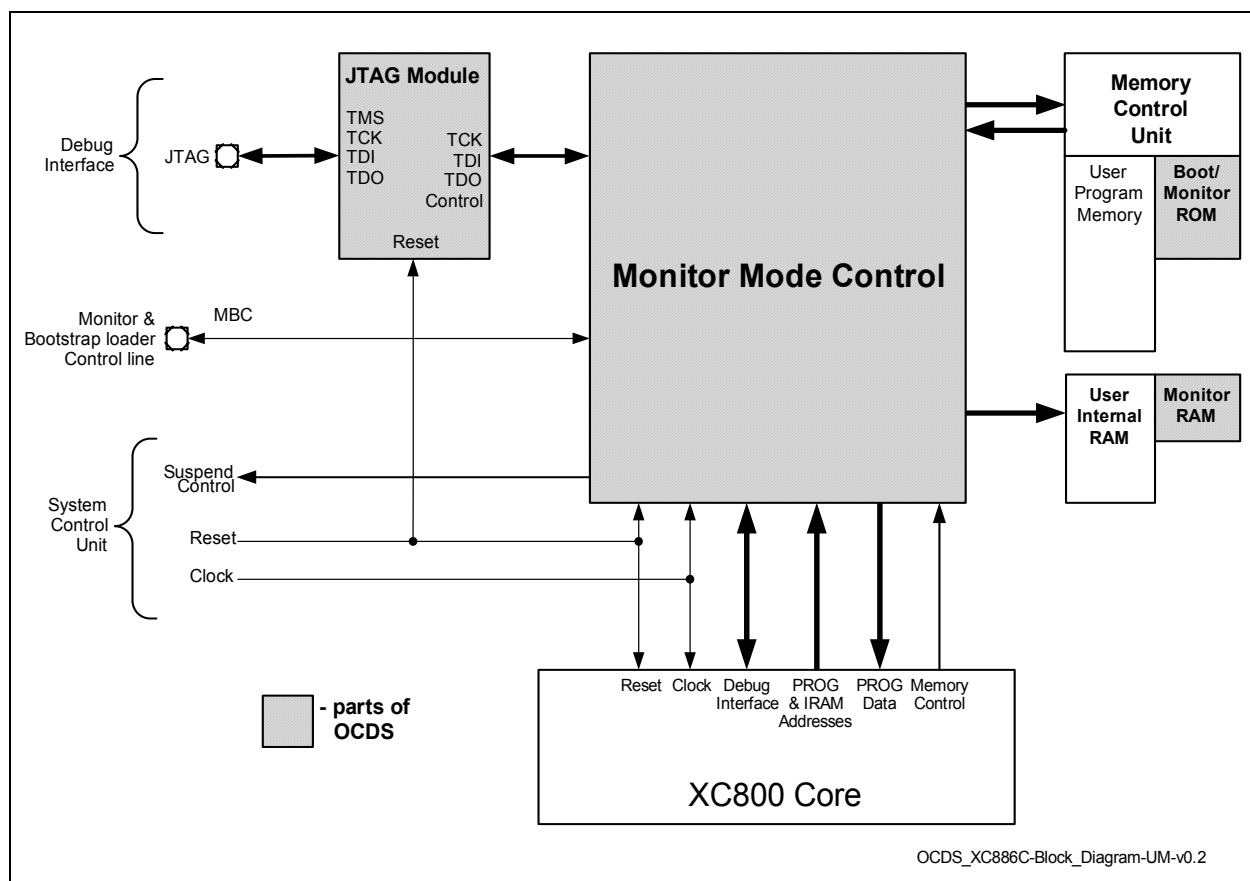 JTAG Module
TMS
TCK
TDI
TDO
TCK
TDI
TDO
Control
Reset
Debug
Interface
JTAG
Monitor &
Bootstrap loader
Control line
MBC
System
Control
Unit
Suspend
Control
Reset
Clock
Monitor Mode Control
Memory
Control
Unit
User
Program
Memory
Boot/
Monitor
ROM
User
Internal
RAM
Monitor
RAM
Reset
Clock
Debug
Interface
PROG
& IRAM
Addresses
PROG
Data
Memory
Control
XC800 Core
- parts of
OCDS
OCDS_XC886C-Block_Diagram-UM-v0.2